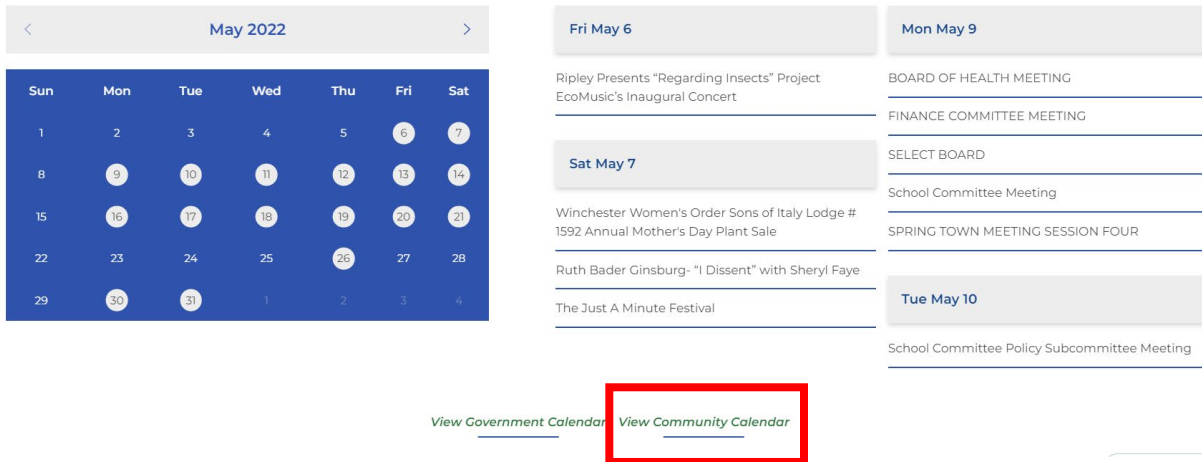 May 2022
Sun Mon Tue Wed Thu Fri Sat
1 2 3 4 5 6 7
8 9 10 11 12 13 14
15 16 17 18 19 20 21
22 23 24 25 26 27 28
29 30 31 1 2 3 4
Fri May 6
Ripley Presents “Regarding Insects” Project
EcoMusic’s Inaugural Concert
Sat May 7
Winchester Women's Order Sons of Italy Lodge #
1592 Annual Mother's Day Plant Sale
Ruth Bader Ginsburg- “I Dissent” with Sheryl Faye
The Just A Minute Festival
Mon May 9
BOARD OF HEALTH MEETING
FINANCE COMMITTEE MEETING
SELECT BOARD
School Committee Meeting
SPRING TOWN MEETING SESSION FOUR
Tue May 10
School Committee Policy Subcommittee Meeting
View Government Calendar View Community Calendar